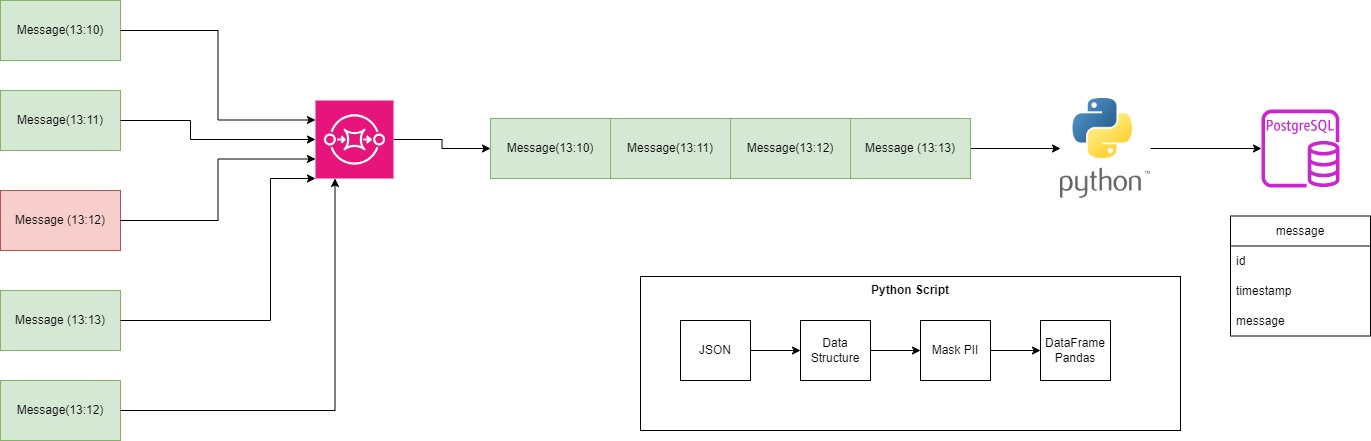 Message(13:10)
Message(13:11)
Message (13:12)
Message (13:13)
Message(13:12)
Message(13:10)
Message(13:11)
Message(13:12)
Message (13:13)
python™
PostgreSQL
message
id
timestamp
message
Python Script
JSON
Data
Structure
Mask PII
DataFrame
Pandas